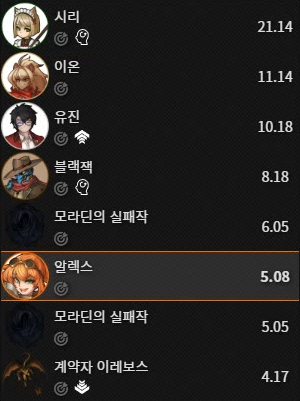 시리
21.14
이온
11.14
유진
10.18
블랙잭
8.18
모라딘의 실패작
6.05
알렉스
5.08
모라딘의 실패작
5.05
계약자 이레보스
4.17